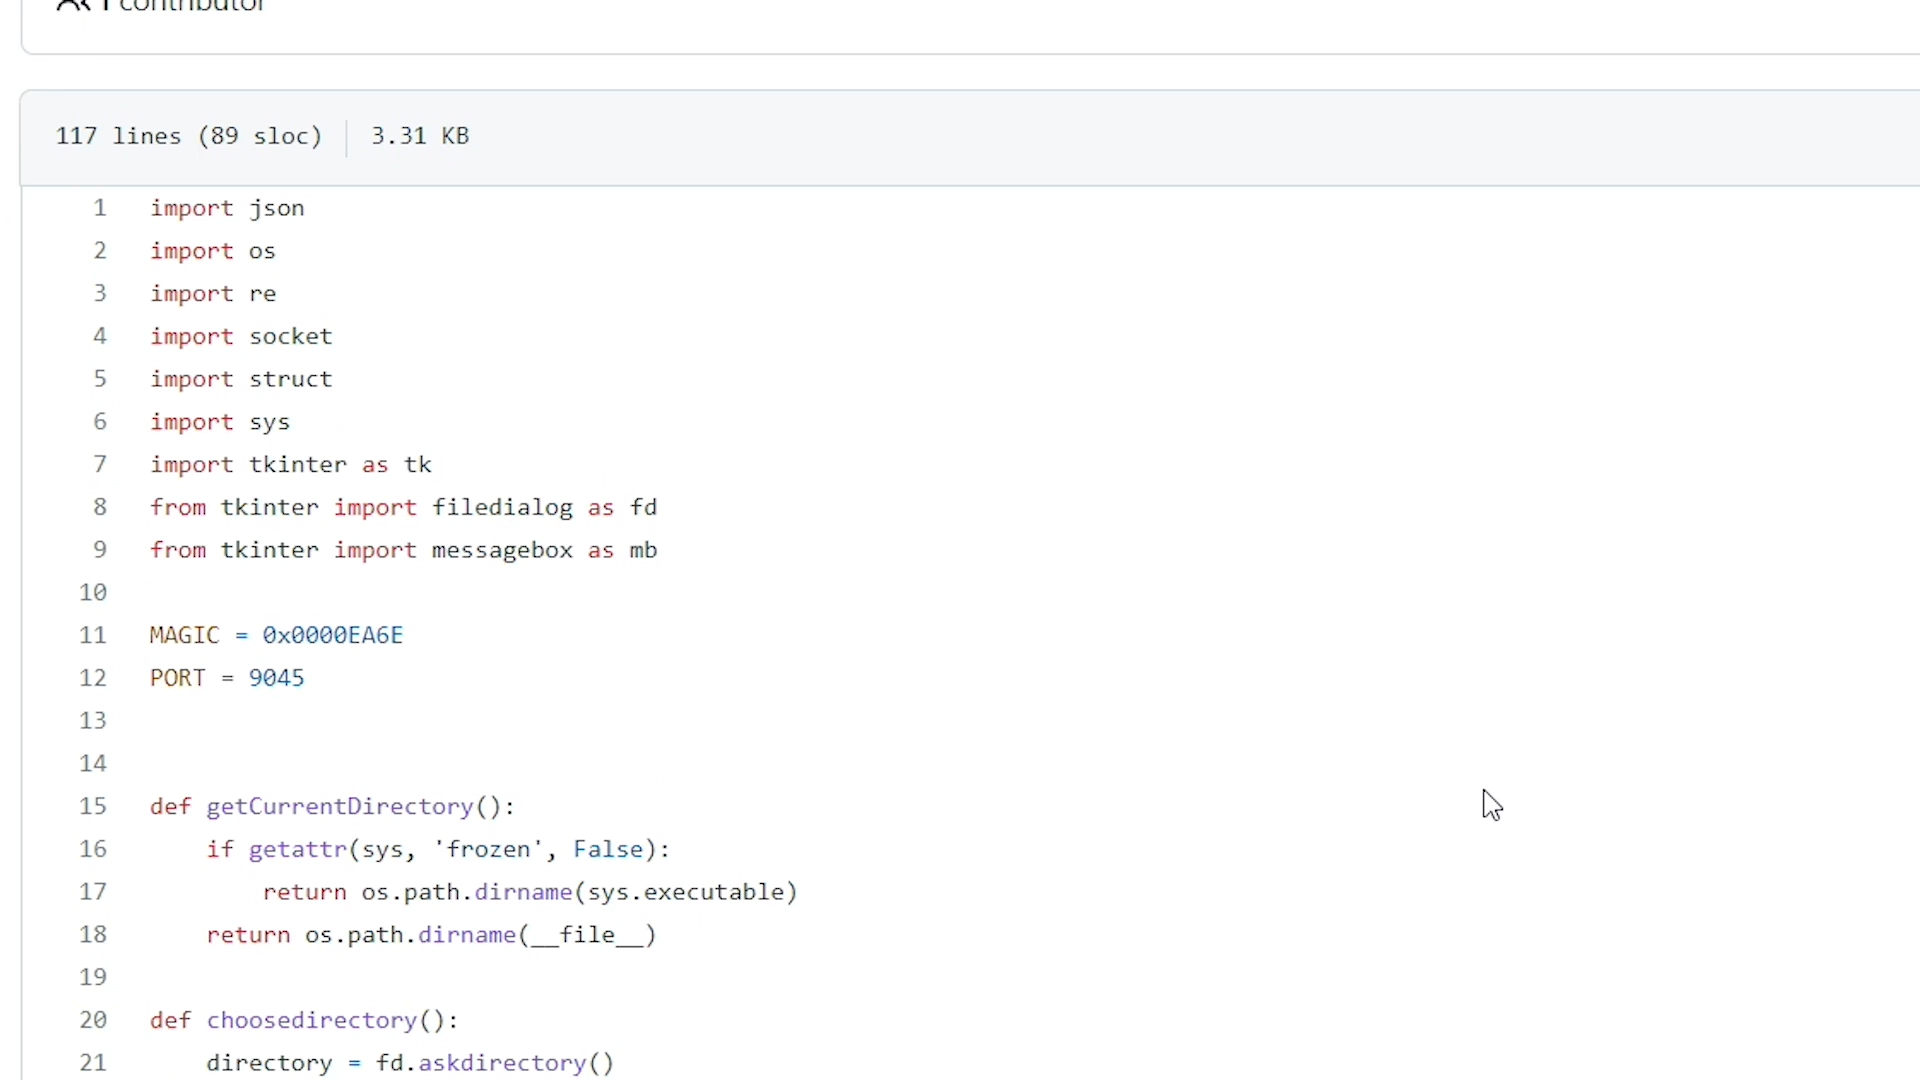 1 contributor
117 lines (89 sloc) 3.31 KB
1 import json
2 import os
3 import re
4 import socket
5 import struct
6 import sys
7 import tkinter as tk
8 from tkinter import filedialog as fd
9 from tkinter import messagebox as mb
10
11 MAGIC = 0x0000EA6E
12 PORT = 9045
13
14
15 def getCurrentDirectory():
16     if getattr(sys, 'frozen', False):
17         return os.path.dirname(sys.executable)
18     return os.path.dirname(__file__)
19
20 def choosedirectory():
21     directory = fd.askdirectory()